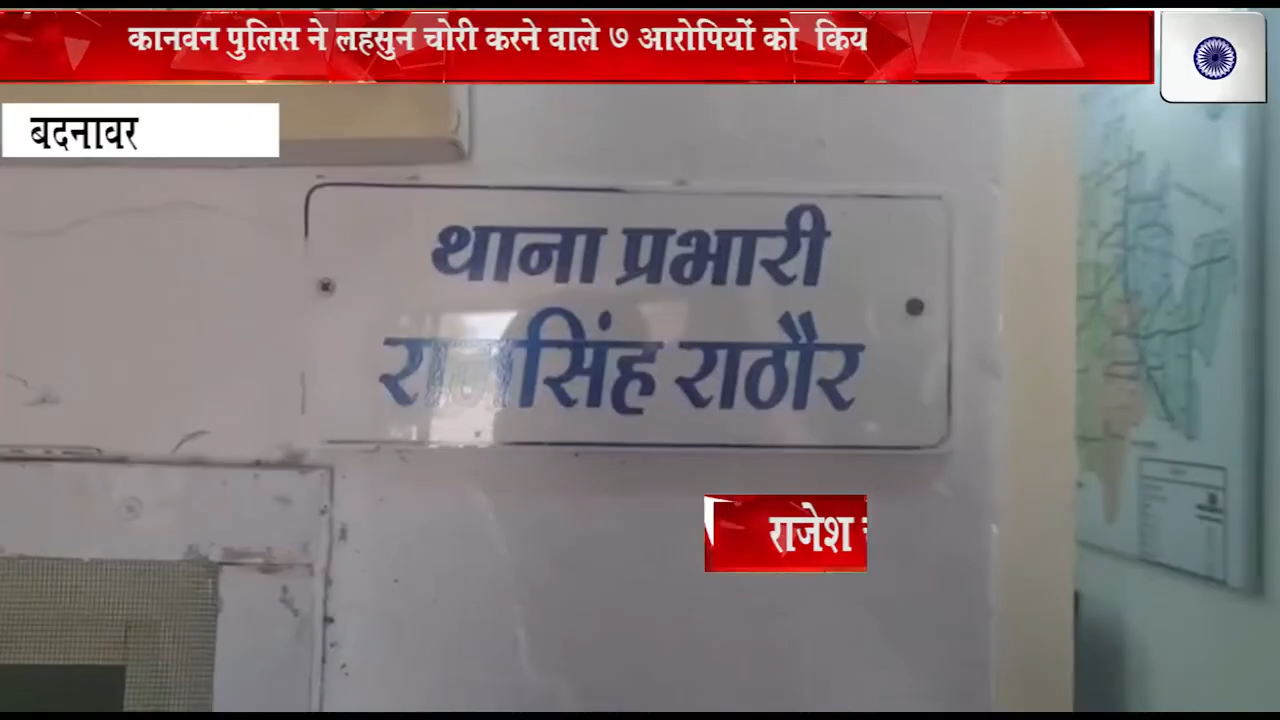 कानवन पुलिस ने लहसुन चोरी करने वाले ७ आरोपियों को किय
बदनावर
थाना प्रभारी
राठौर
राजेश